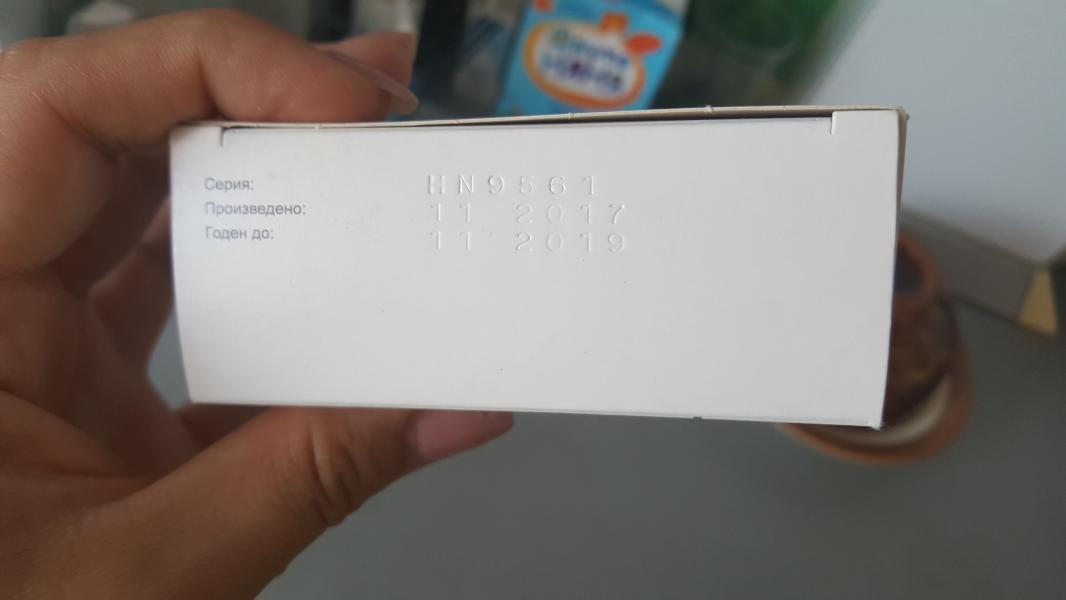 Серия: HN9561
Произведено: 11 2017
Годен до: 11 2019